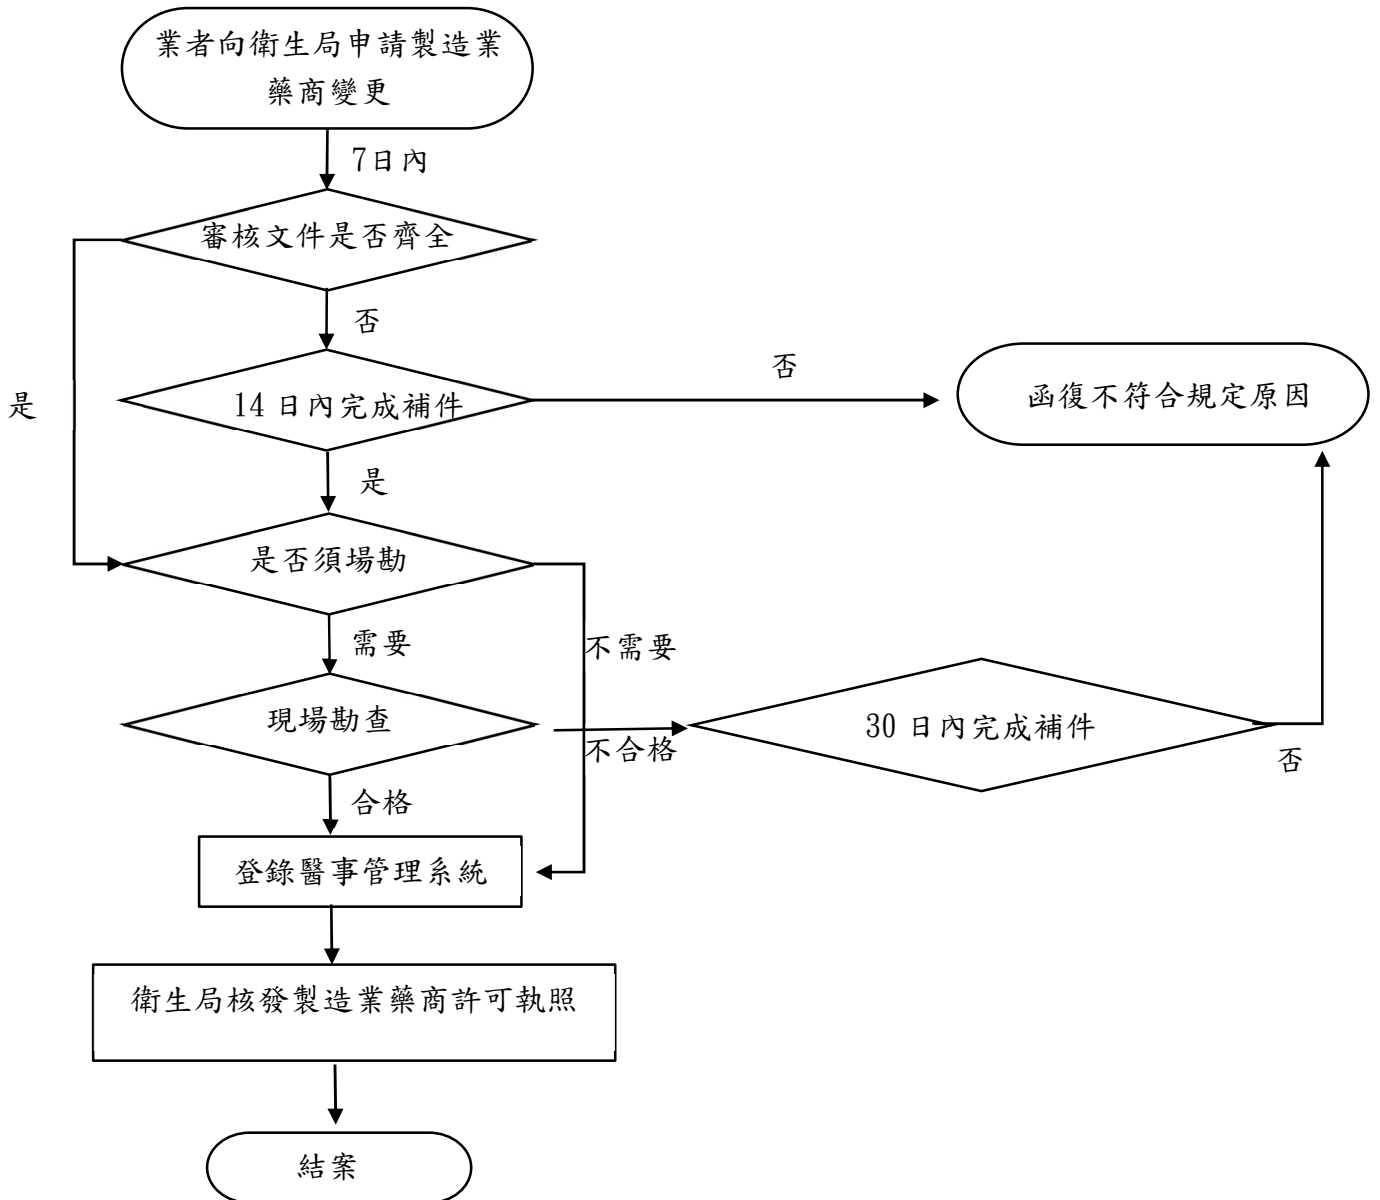 業者向衛生局申請製造業
藥商變更
7日內
審核文件是否齊全
否
是
14 日內完成補件
否
函復不符合規定原因
是
是否須場勘
需要
不需要
現場勘查
不合格
30 日內完成補件
否
合格
登錄醫事管理系統
衛生局核發製造業藥商許可執照
結案